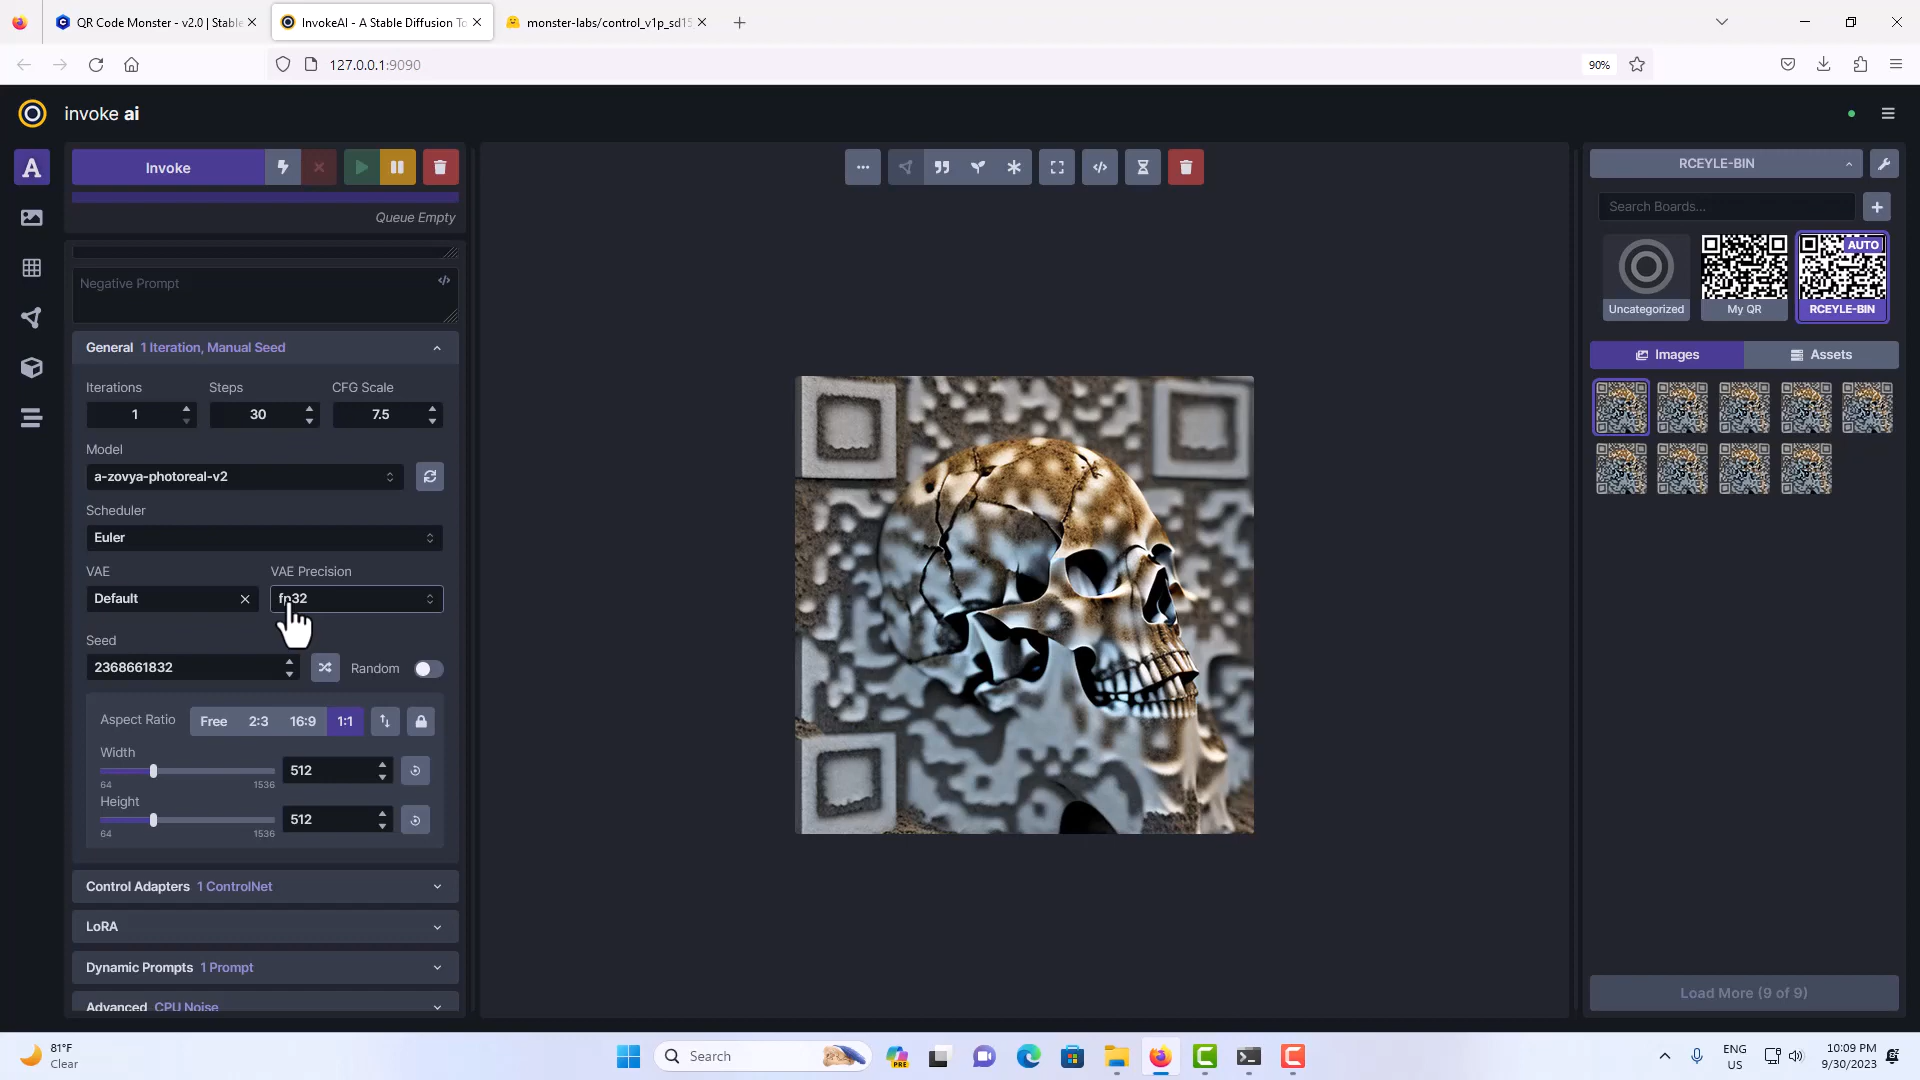 QR Code Monster - v2.0 | Stable
InvokeAI - A Stable Diffusion To
monster-labs/control_v1p_sd15
127.0.0.1:9090
90%
invoke ai
A
Invoke
Queue Empty
Negative Prompt
General 1 Iteration, Manual Seed
Iterations
Steps
CFG Scale
1
30
7.5
Model
a-zovya-photoreal-v2
Scheduler
Euler
VAE
VAE Precision
Default
fp32
Seed
2368661832
Random
Aspect Ratio
Free
2:3
16:9
1:1
Width
512
64
1536
Height
512
64
1536
Control Adapters 1 ControlNet
LoRA
Dynamic Prompts 1 Prompt
Advanced CPU Noise
RCEYLE-BIN
Search Boards...
AUTO
Uncategorized
My QR
RCEYLE-BIN
Images
Assets
Load More (9 of 9)
81°F
Clear
Search
PRE
ENG
US
10:09 PM
9/30/2023